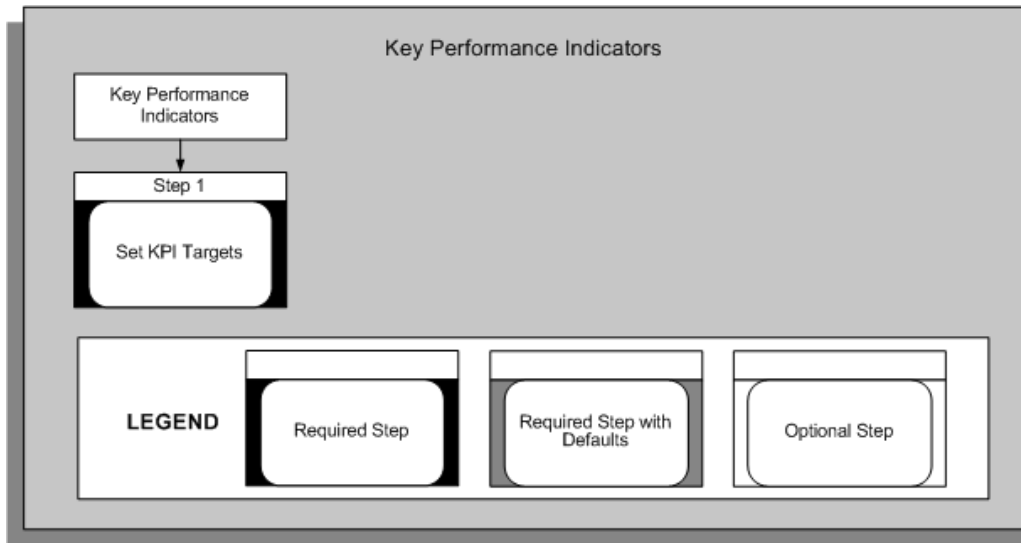 Key Performance Indicators
Key Performance
Indicators
Step 1
Set KPI Targets
LEGEND
Required Step
Required Step with
Defaults
Optional Step